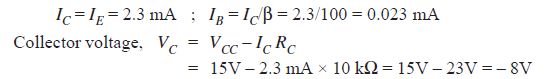 I_C = I_E = 2.3 mA ; I_B = I_C/β = 2.3/100 = 0.023 mA
Collector voltage, V_C = V_CC – I_C R_C
= 15V – 2.3 mA × 10 kΩ = 15V – 23V = – 8V